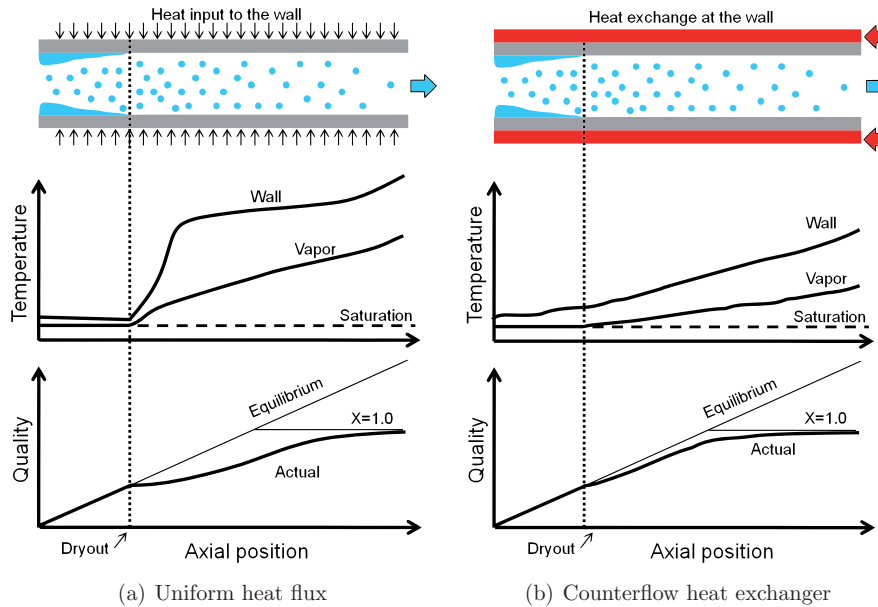 Heat input to the wall
Temperature
Wall
Vapor
Saturation
Quality
Equilibrium
X=1.0
Actual
Dryout
Axial position
(a) Uniform heat flux
Heat exchange at the wall
Temperature
Wall
Vapor
Saturation
Quality
Equilibrium
X=1.0
Actual
Dryout
Axial position
(b) Counterflow heat exchanger